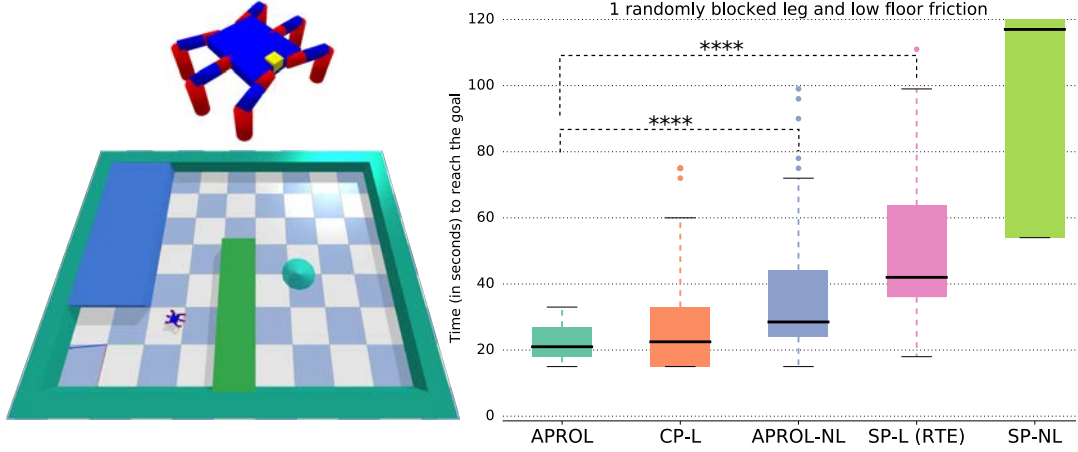 1 randomly blocked leg and low floor friction
Time (in seconds) to reach the goal
120
100
80
60
40
20
0
****
****
APROL
CP-L
APROL-NL
SP-L (RTE)
SP-NL